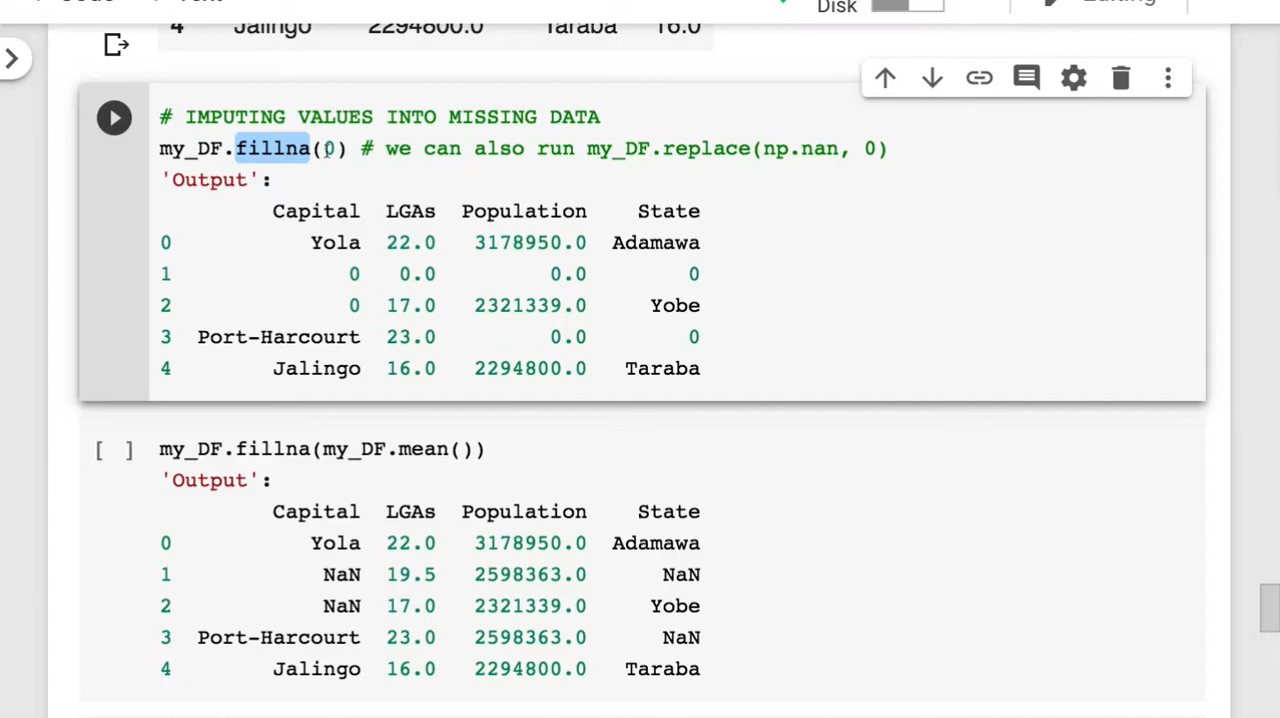 Disk
4 Jalingo 2294800.0 Taraba 16.0
# IMPUTING VALUES INTO MISSING DATA
my_DF.fillna(0) # we can also run my_DF.replace(np.nan, 0)
'Output':
Capital LGAs Population State
0 Yola 22.0 3178950.0 Adamawa
1 0 0.0 0.0 0
2 0 17.0 2321339.0 Yobe
3 Port-Harcourt 23.0 0.0 0
4 Jalingo 16.0 2294800.0 Taraba
[ ] my_DF.fillna(my_DF.mean())
'Output':
Capital LGAs Population State
0 Yola 22.0 3178950.0 Adamawa
1 NaN 19.5 2598363.0 NaN
2 NaN 17.0 2321339.0 Yobe
3 Port-Harcourt 23.0 2598363.0 NaN
4 Jalingo 16.0 2294800.0 Taraba